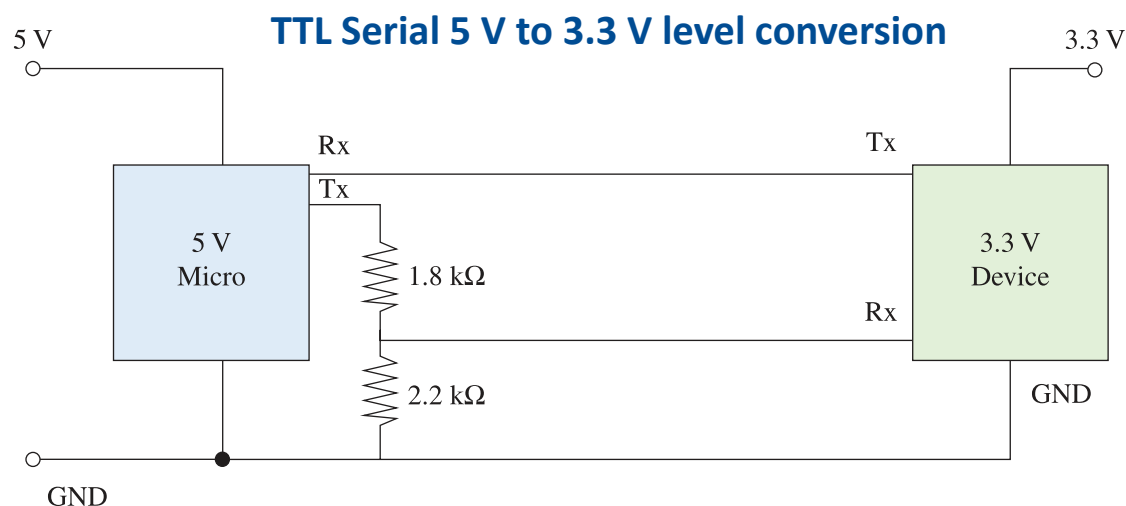 TTL Serial 5 V to 3.3 V level conversion
5 V
3.3 V
Rx
Tx
Tx
5 V
Micro
3.3 V
Device
1.8 kΩ
Rx
2.2 kΩ
GND
GND